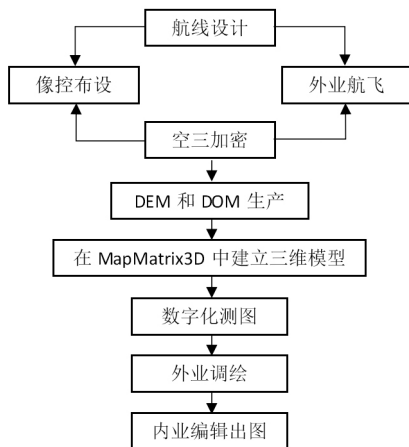 航线设计
像控布设
外业航飞
空三加密
DEM 和 DOM 生产
在 MapMatrix3D 中建立三维模型
数字化测图
外业调绘
内业编辑出图